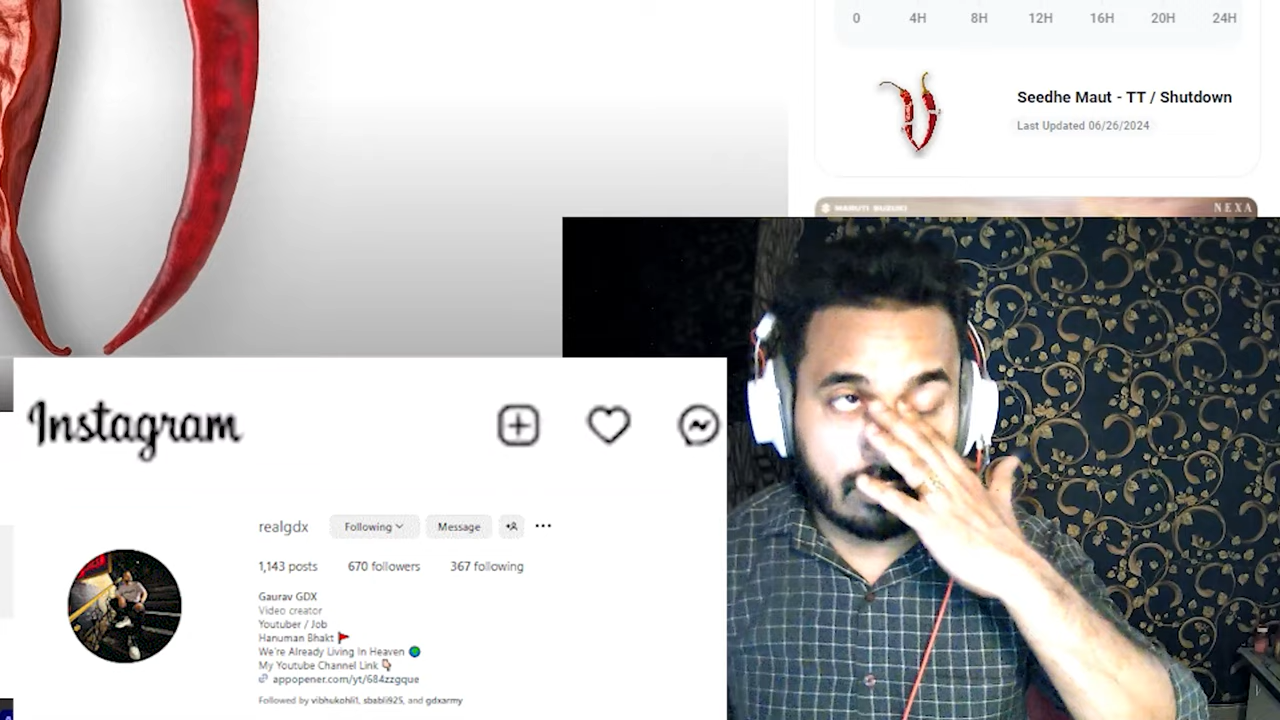 0 4H 8H 12H 16H 20H 24H
Seedhe Maut - TT / Shutdown
Last Updated 06/26/2024
MARUTI SUZUKI NEXA
Instagram
realgdx Following Message
1,143 posts 670 followers 367 following
Gaurav GDX
Video creator
Youtuber / Job
Hanuman Bhakt 🚩
We're Already Living In Heaven 🌍
My Youtube Channel Link 👇
appopener.com/yt/684zzgque
Followed by vibhukohli1, sbabli925, and gdxarmy